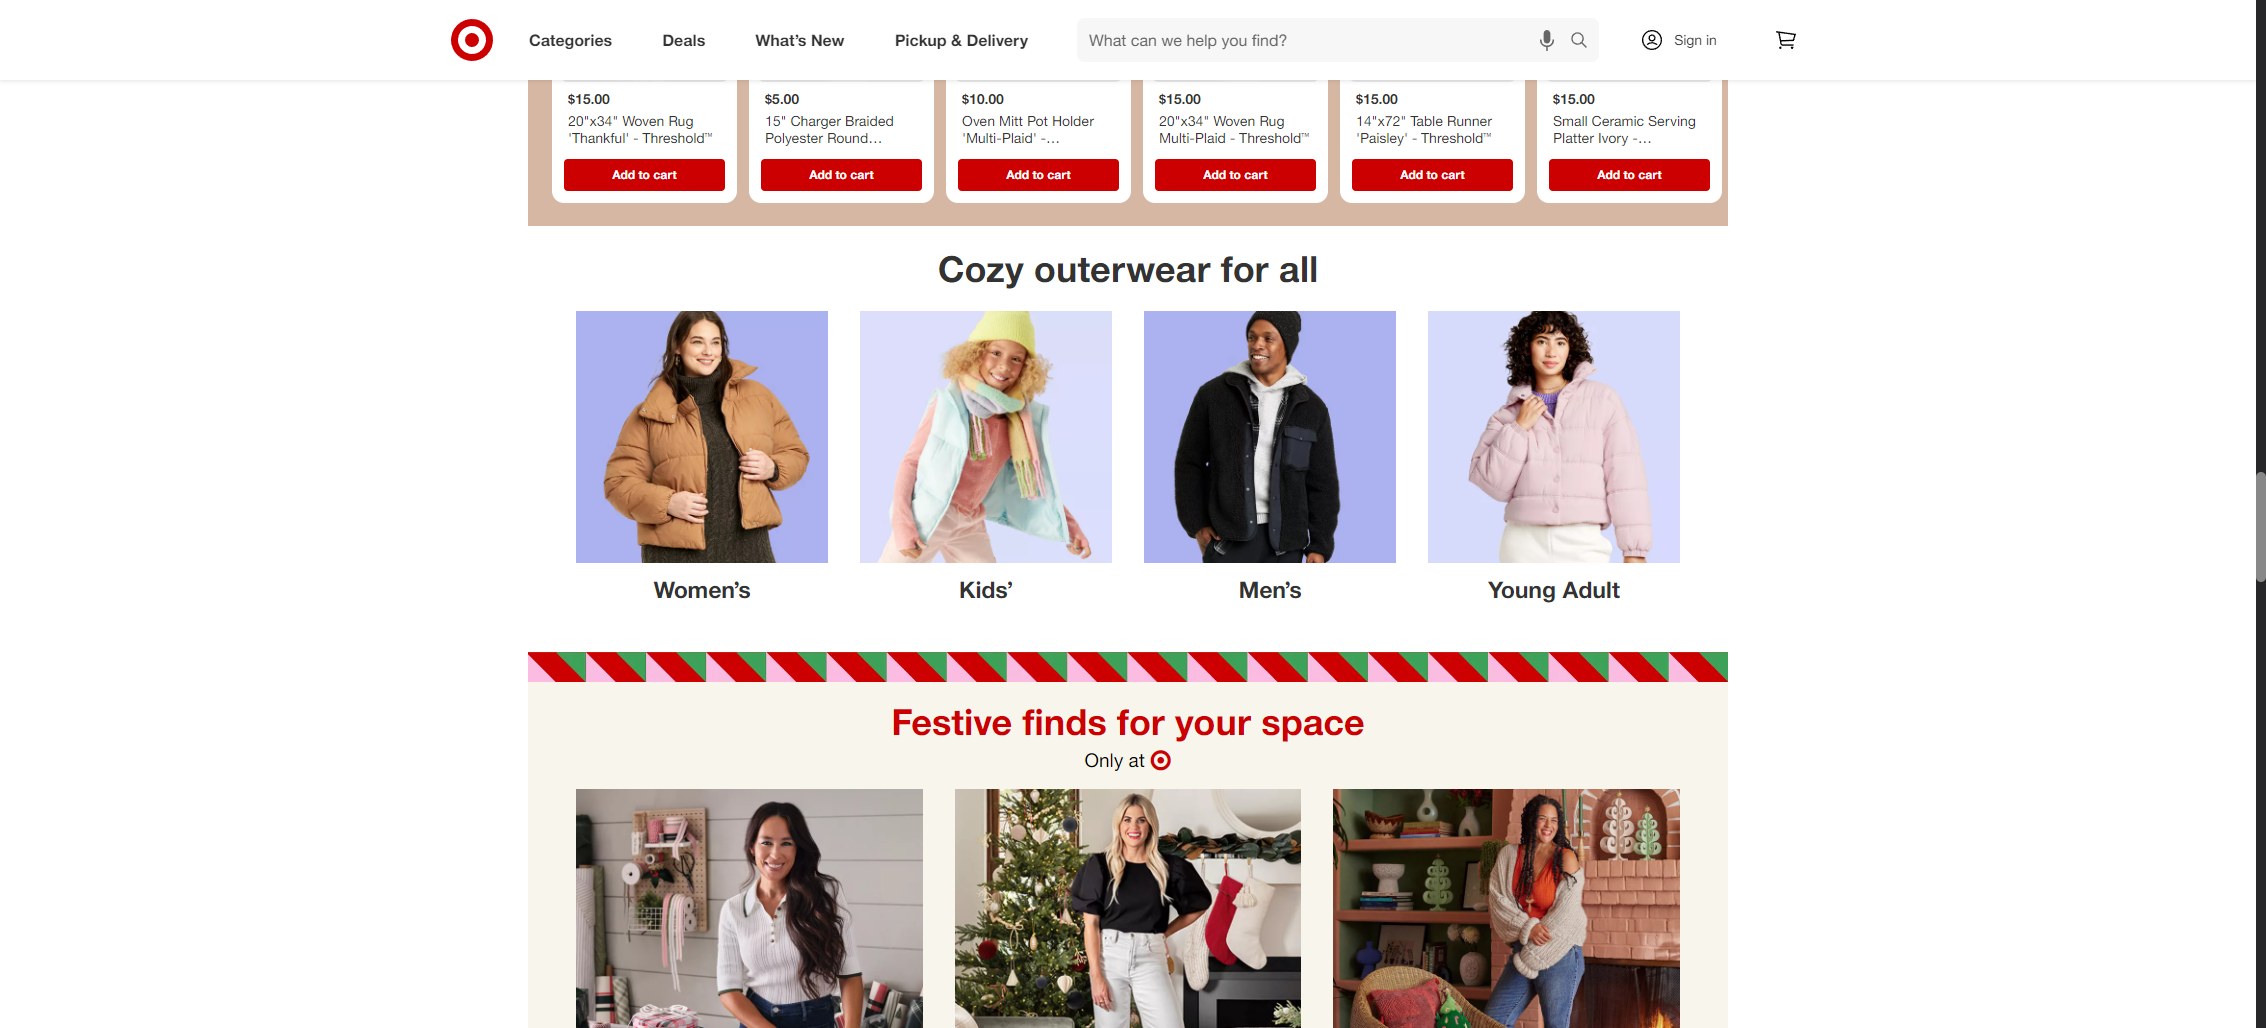 Categories
Deals
What's New
Pickup & Delivery
What can we help you find?
Sign in
$15.00
20"x34" Woven Rug
'Thankful' - Threshold™
Add to cart
$5.00
15" Charger Braided
Polyester Round...
Add to cart
$10.00
Oven Mitt Pot Holder
'Multi-Plaid' -...
Add to cart
$15.00
20"x34" Woven Rug
Multi-Plaid - Threshold™
Add to cart
$15.00
14"x72" Table Runner
'Paisley' - Threshold™
Add to cart
$15.00
Small Ceramic Serving
Platter Ivory -...
Add to cart
Cozy outerwear for all
Women's
Kids'
Men's
Young Adult
Festive finds for your space
Only at